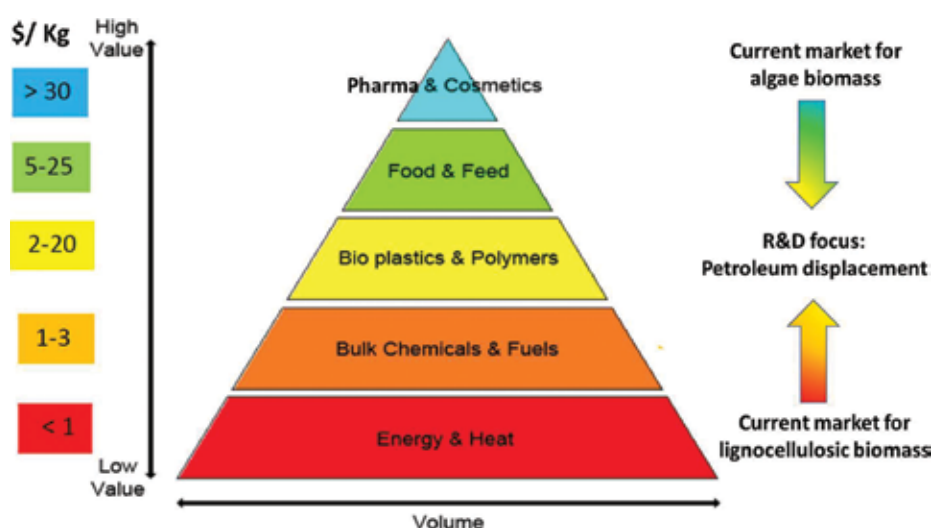 $/ Kg
High
Value
> 30
5-25
2-20
1-3
< 1
Low
Value
Pharma & Cosmetics
Food & Feed
Bio plastics & Polymers
Bulk Chemicals & Fuels
Energy & Heat
Volume
Current market for
algae biomass
R&D focus:
Petroleum displacement
Current market for
lignocellulosic biomass